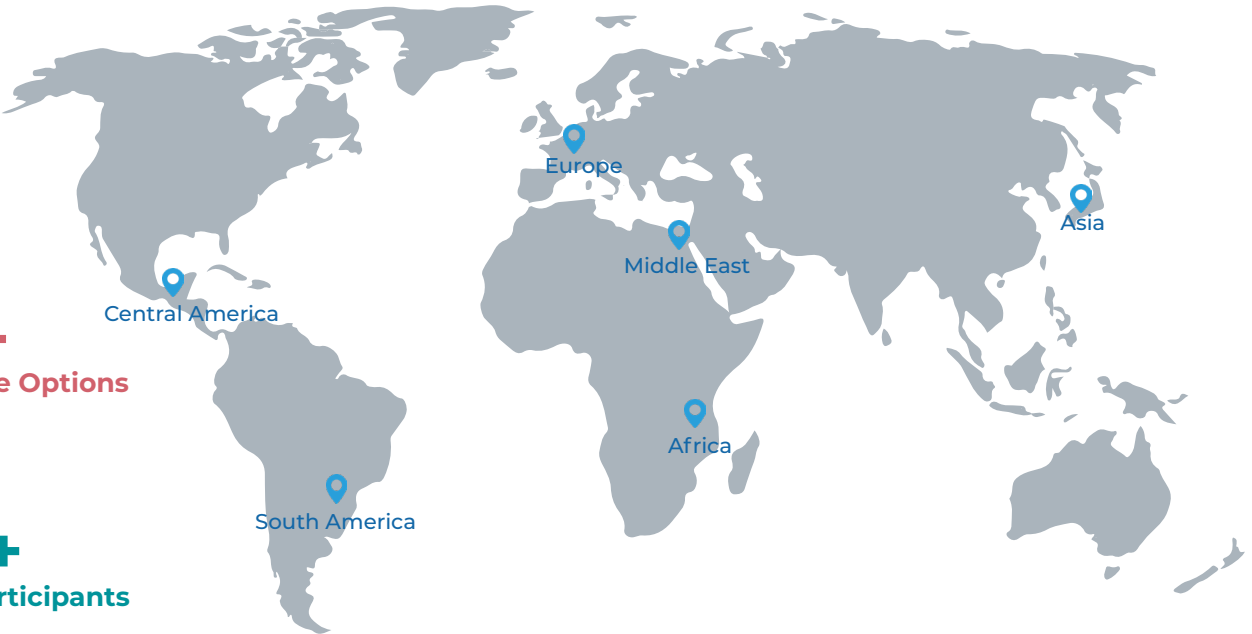 Europe
Asia
Middle East
Central America
+
e Options
Africa
South America
+
rticipants